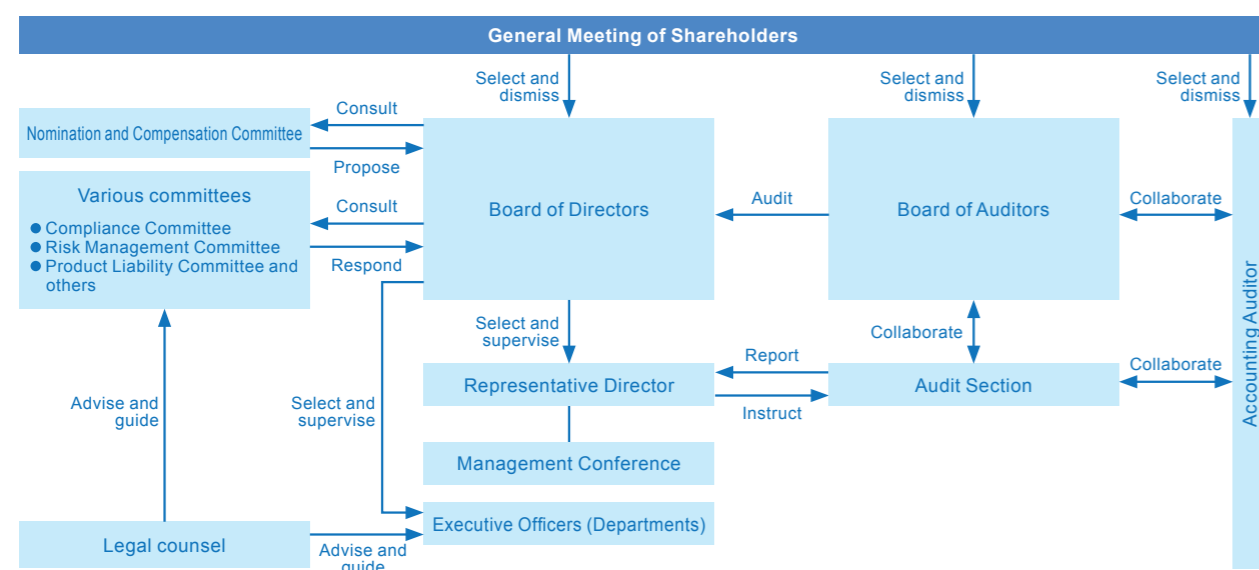 General Meeting of Shareholders
Select and
dismiss
Select and
dismiss
Select and
dismiss
Nomination and Compensation Committee
Consult
Propose
Various committees
● Compliance Committee
● Risk Management Committee
● Product Liability Committee and
others
Consult
Respond
Board of Directors
Audit
Board of Auditors
Collaborate
Accounting Auditor
Select and
supervise
Collaborate
Representative Director
Report
Instruct
Audit Section
Collaborate
Advise and
guide
Select and
supervise
Management Conference
Executive Officers (Departments)
Legal counsel
Advise and
guide